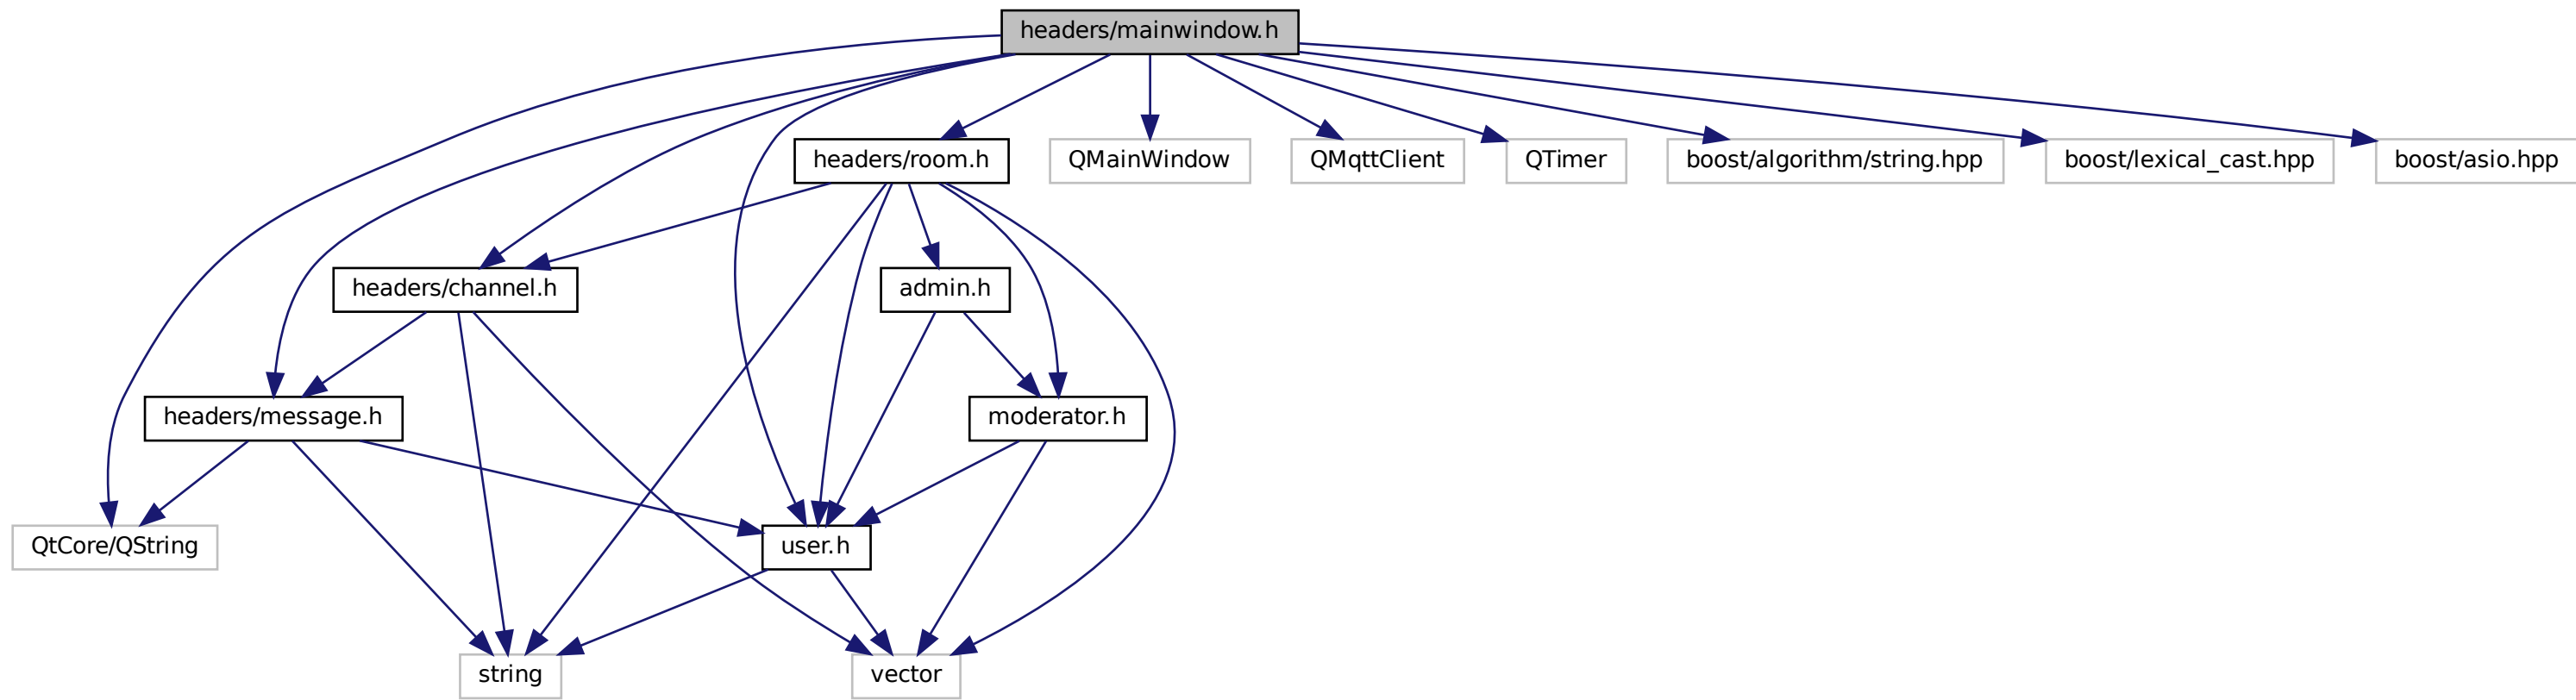 headers/mainwindow.h
headers/room.h
QMainWindow
QMqttClient
QTimer
boost/algorithm/string.hpp
boost/lexical_cast.hpp
boost/asio.hpp
headers/channel.h
admin.h
headers/message.h
moderator.h
QtCore/QString
user.h
string
vector